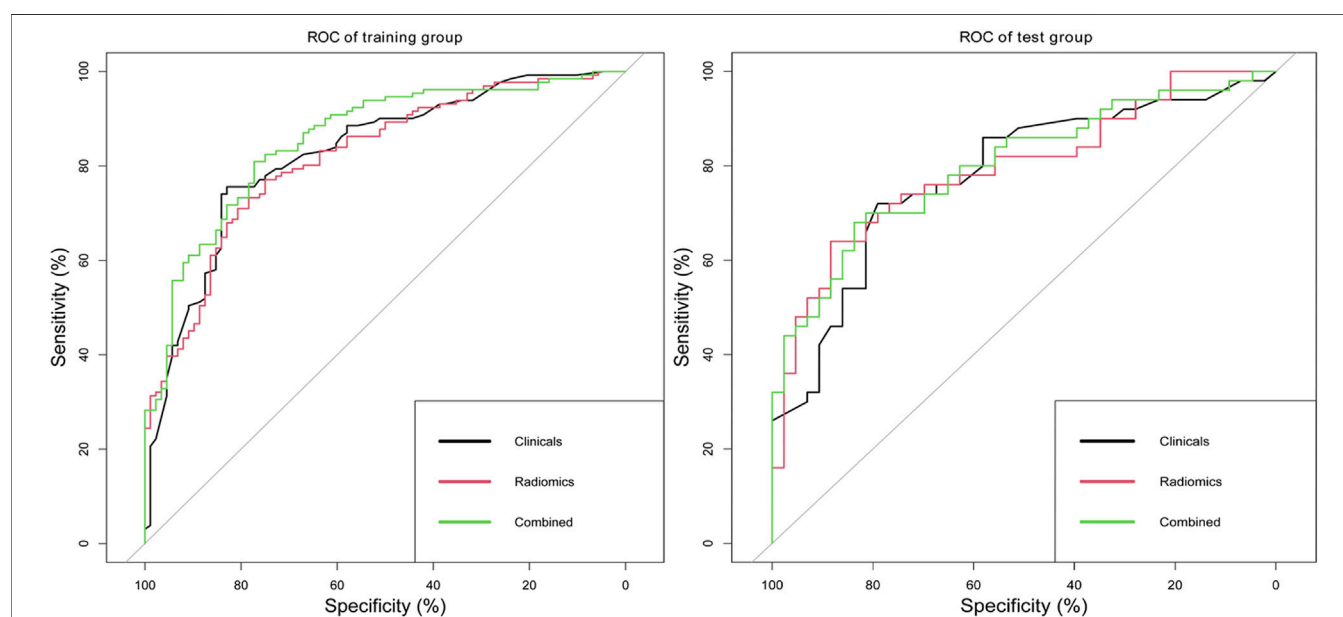 ROC of training group
Sensitivity (%)
100
80
60
40
20
0
Clinicals
Radiomics
Combined
100 80 60 40 20 0
Specificity (%)
ROC of test group
Sensitivity (%)
100
80
60
40
20
0
Clinicals
Radiomics
Combined
100 80 60 40 20 0
Specificity (%)